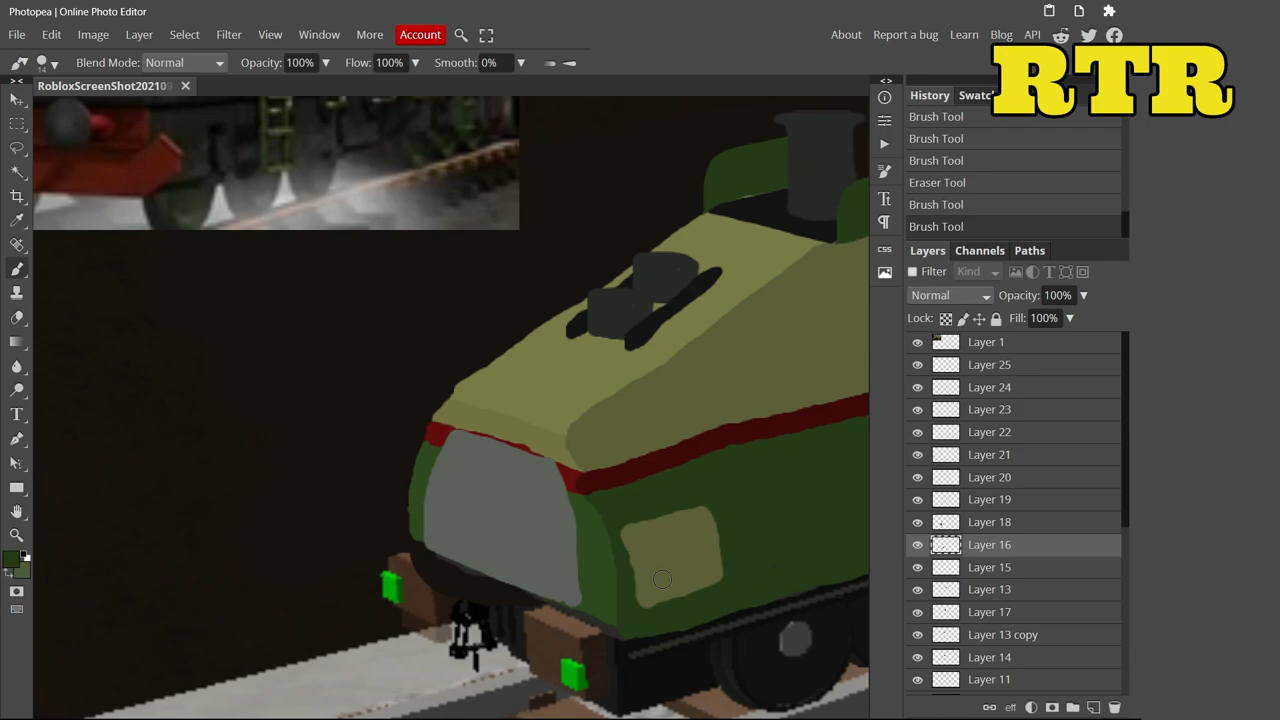 Photopea | Online Photo Editor
File Edit Image Layer Select Filter View Window More Account
About Report a bug Learn Blog API
14 Blend Mode: Normal Opacity: 100% Flow: 100% Smooth: 0%
RobloxScreenShot202109
RTR
History Swatc
Brush Tool
Brush Tool
Brush Tool
Eraser Tool
Brush Tool
Brush Tool
CSS
Layers Channels Paths
Filter Kind
Normal Opacity: 100%
Lock: Fill: 100%
Layer 1
Layer 25
Layer 24
Layer 23
Layer 22
Layer 21
Layer 20
Layer 19
Layer 18
Layer 16
Layer 15
Layer 13
Layer 17
Layer 13 copy
Layer 14
Layer 11
eff